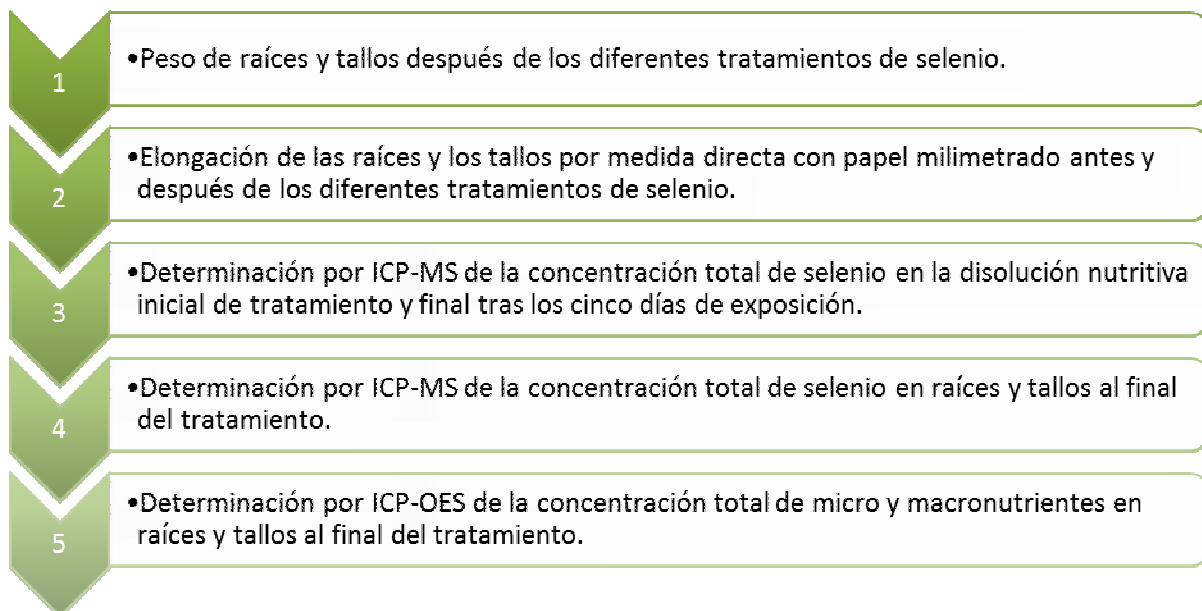 1
•Peso de raíces y tallos después de los diferentes tratamientos de selenio.
2
•Elongación de las raíces y los tallos por medida directa con papel milimetrado antes y
después de los diferentes tratamientos de selenio.
3
•Determinación por ICP-MS de la concentración total de selenio en la disolución nutritiva
inicial de tratamiento y final tras los cinco días de exposición.
4
•Determinación por ICP-MS de la concentración total de selenio en raíces y tallos al final
del tratamiento.
5
•Determinación por ICP-OES de la concentración total de micro y macronutrientes en
raíces y tallos al final del tratamiento.